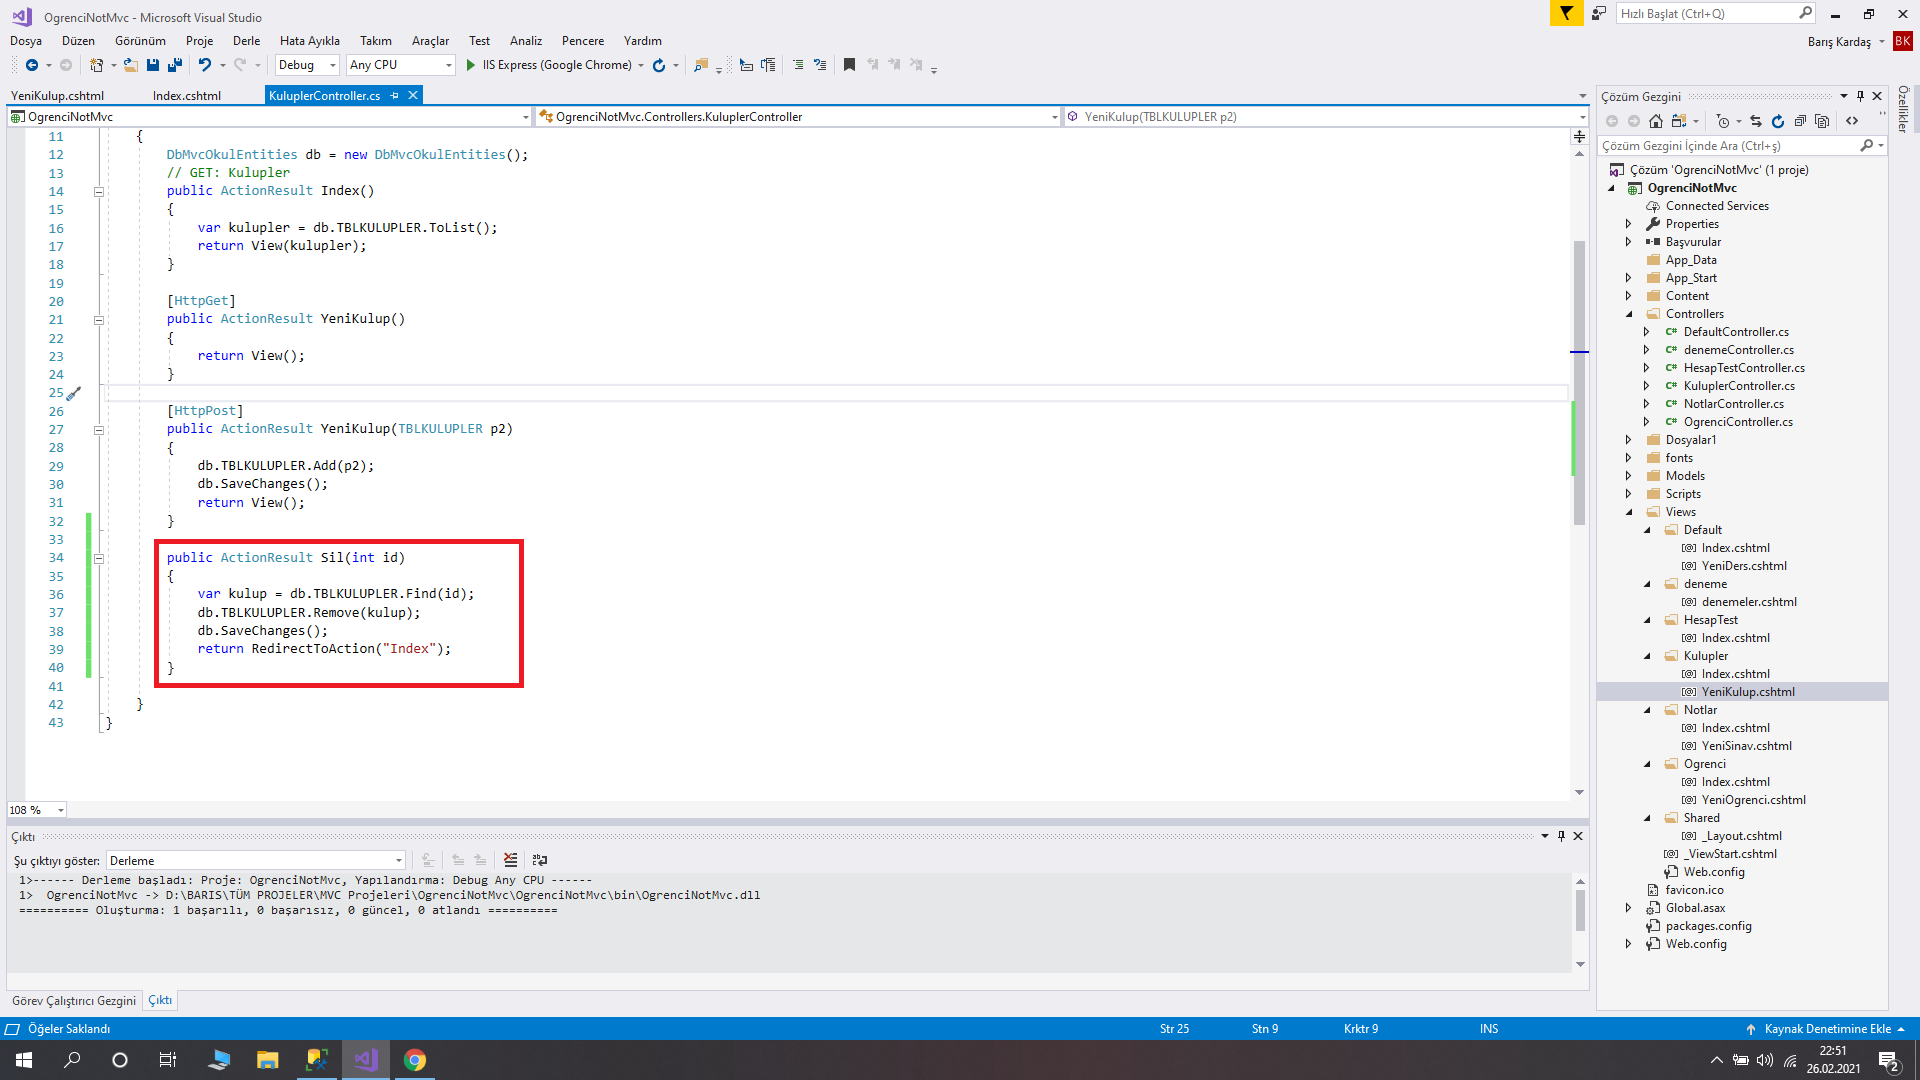 OgrenciNotMvc - Microsoft Visual Studio
Hızlı Başlat (Ctrl+Q)
Dosya Düzen Görünüm Proje Derle Hata Ayıkla Takım Araçlar Test Analiz Pencere Yardım
Barış Kardaş BK
Debug Any CPU IIS Express (Google Chrome)
YeniKulup.cshtml Index.cshtml KuluplerController.cs
OgrenciNotMvc OgrenciNotMvc.Controllers.KuluplerController YeniKulup(TBLKULUPLER p2)
11 {
12 DbMvcOkulEntities db = new DbMvcOkulEntities();
13 // GET: Kulupler
14 public ActionResult Index()
15 {
16 var kulupler = db.TBLKULUPLER.ToList();
17 return View(kulupler);
18 }
19
20 [HttpGet]
21 public ActionResult YeniKulup()
22 {
23 return View();
24 }
25
26 [HttpPost]
27 public ActionResult YeniKulup(TBLKULUPLER p2)
28 {
29 db.TBLKULUPLER.Add(p2);
30 db.SaveChanges();
31 return View();
32 }
33
34 public ActionResult Sil(int id)
35 {
36 var kulup = db.TBLKULUPLER.Find(id);
37 db.TBLKULUPLER.Remove(kulup);
38 db.SaveChanges();
39 return RedirectToAction("Index");
40 }
41
42 }
43 }
108 %
Çıktı
Şu çıktıyı göster: Derleme
1>------ Derleme başladı: Proje: OgrenciNotMvc, Yapılandırma: Debug Any CPU ------
1> OgrenciNotMvc -> D:\BARIS\TÜM PROJELER\MVC Projeleri\OgrenciNotMvc\OgrenciNotMvc\bin\OgrenciNotMvc.dll
========== Oluşturma: 1 başarılı, 0 başarısız, 0 güncel, 0 atlandı ==========
Görev Çalıştırıcı Gezgini Çıktı
Çözüm Gezgini
Çözüm Gezgini İçinde Ara (Ctrl+ş)
Çözüm 'OgrenciNotMvc' (1 proje)
OgrenciNotMvc
Connected Services
Properties
Başvurular
App_Data
App_Start
Content
Controllers
C# DefaultController.cs
C# denemeController.cs
C# HesapTestController.cs
C# KuluplerController.cs
C# NotlarController.cs
C# OgrenciController.cs
Dosyalar1
fonts
Models
Scripts
Views
Default
[@] Index.cshtml
[@] YeniDers.cshtml
deneme
[@] denemeler.cshtml
HesapTest
[@] Index.cshtml
Kulupler
[@] Index.cshtml
[@] YeniKulup.cshtml
Notlar
[@] Index.cshtml
[@] YeniSinav.cshtml
Ogrenci
[@] Index.cshtml
[@] YeniOgrenci.cshtml
Shared
[@] _Layout.cshtml
[@] _ViewStart.cshtml
Web.config
favicon.ico
Global.asax
packages.config
Web.config
Özellikler
Öğeler Saklandı Str 25 Stn 9 Krktr 9 INS Kaynak Denetimine Ekle
22:51
26.02.2021
2